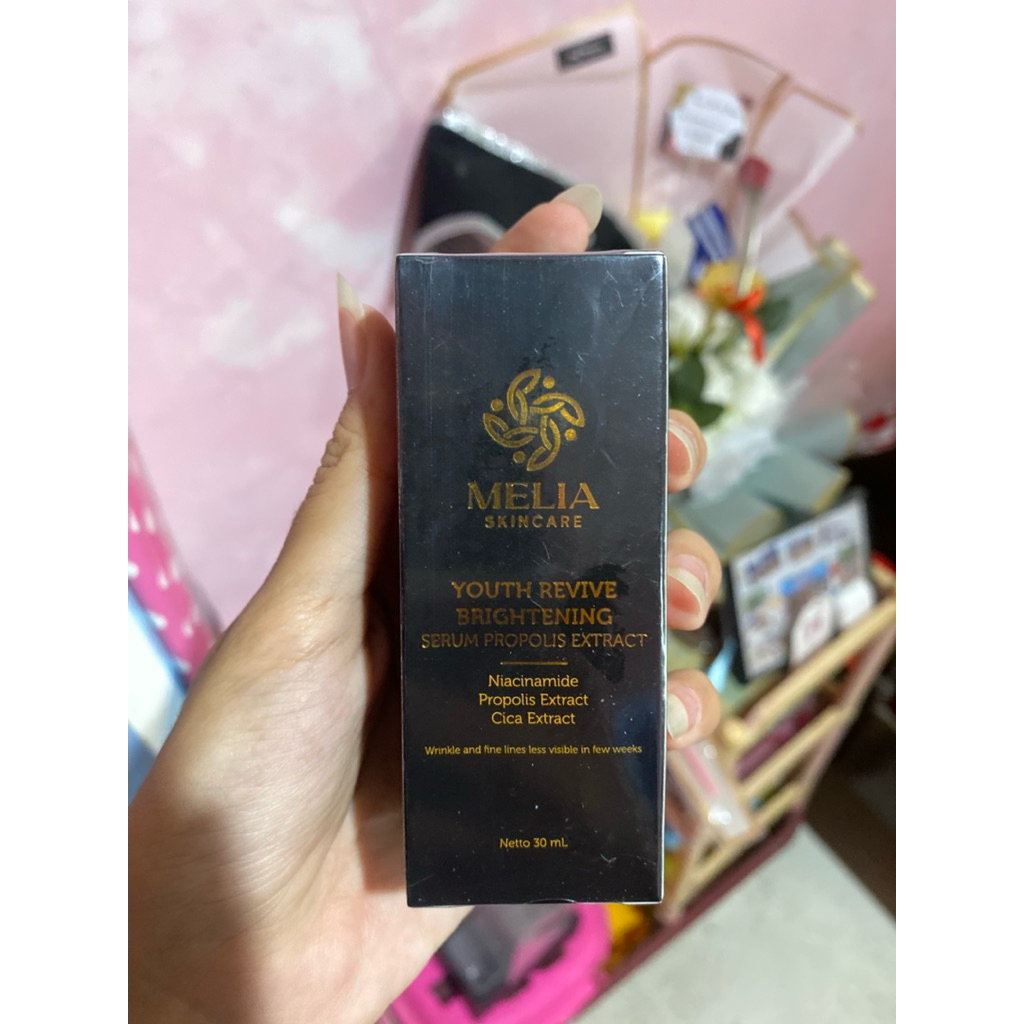 MELIA
SKINCARE
YOUTH REVIVE
BRIGHTENING
SERUM PROPOLIS EXTRACT
Niacinamide
Propolis Extract
Cica Extract
Wrinkle and fine lines less visible in few weeks
Netto 30 mL